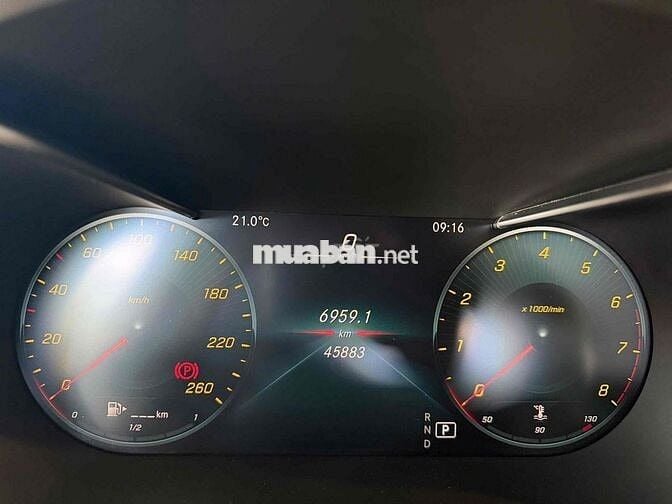 21.0°C
09:16
0
muaban.net
6959.1
km
45883
0 20 40 60 100 140 180 220 260
km/h
P
0 1/2 1
___km
0 1 2 3 4 5 6 7 8
x 1000/min
50 90 130
R
N
D
P